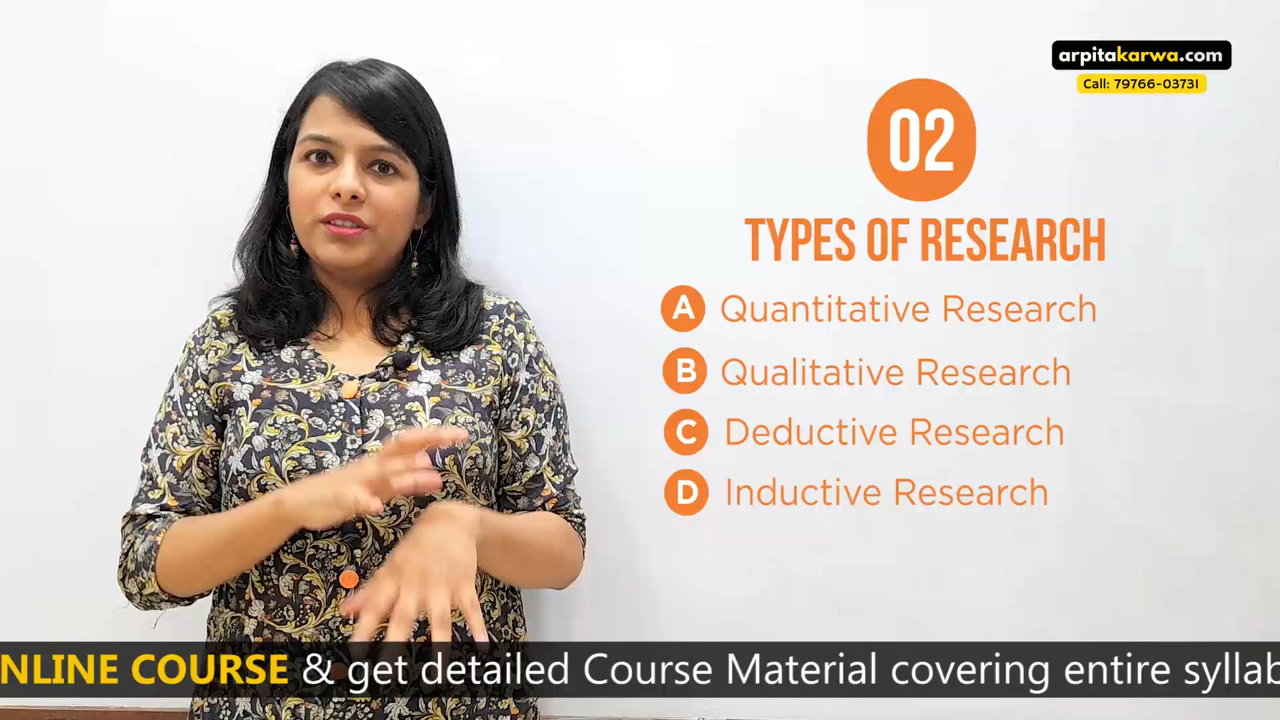 arpitakarwa.com
Call: 79766-03731
02
TYPES OF RESEARCH
A Quantitative Research
B Qualitative Research
C Deductive Research
D Inductive Research
NLINE COURSE & get detailed Course Material covering entire syllab